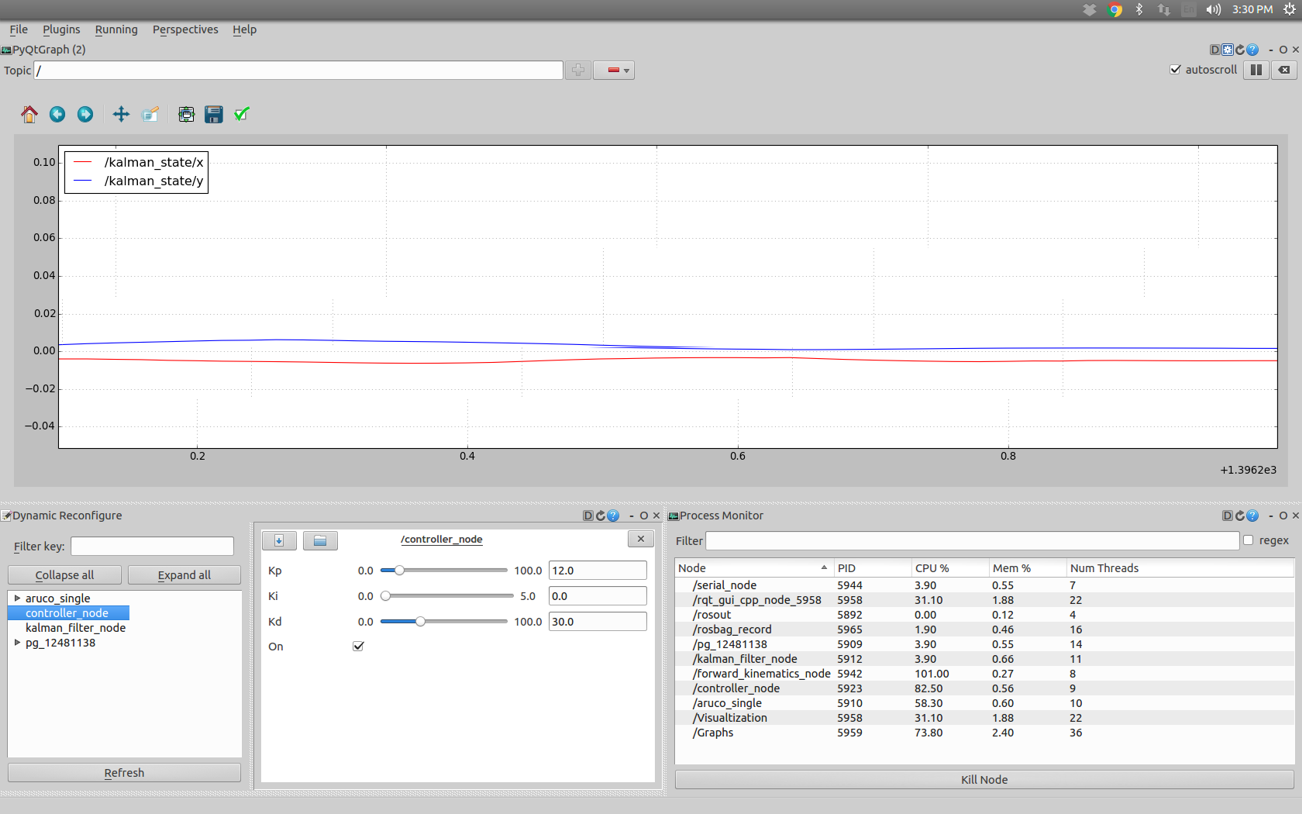 3:30 PM
File Plugins Running Perspectives Help
PyQtGraph (2) D - O ×
Topic / autoscroll
/kalman_state/x
/kalman_state/y
0.10
0.08
0.06
0.04
0.02
0.00
−0.02
−0.04
0.2 0.4 0.6 0.8
+1.3962e3
Dynamic Reconfigure D - O ×
Filter key:
Collapse all Expand all
aruco_single
controller_node
kalman_filter_node
pg_12481138
Refresh
/controller_node
Kp 0.0 100.0 12.0
Ki 0.0 5.0 0.0
Kd 0.0 100.0 30.0
On
Process Monitor D - O ×
Filter regex
Node PID CPU % Mem % Num Threads
/serial_node 5944 3.90 0.55 7
/rqt_gui_cpp_node_5958 5958 31.10 1.88 22
/rosout 5892 0.00 0.12 4
/rosbag_record 5965 1.90 0.46 16
/pg_12481138 5909 3.90 0.55 14
/kalman_filter_node 5912 3.90 0.66 11
/forward_kinematics_node 5942 101.00 0.27 8
/controller_node 5923 82.50 0.56 9
/aruco_single 5910 58.30 0.60 10
/Visualtization 5958 31.10 1.88 22
/Graphs 5959 73.80 2.40 36
Kill Node